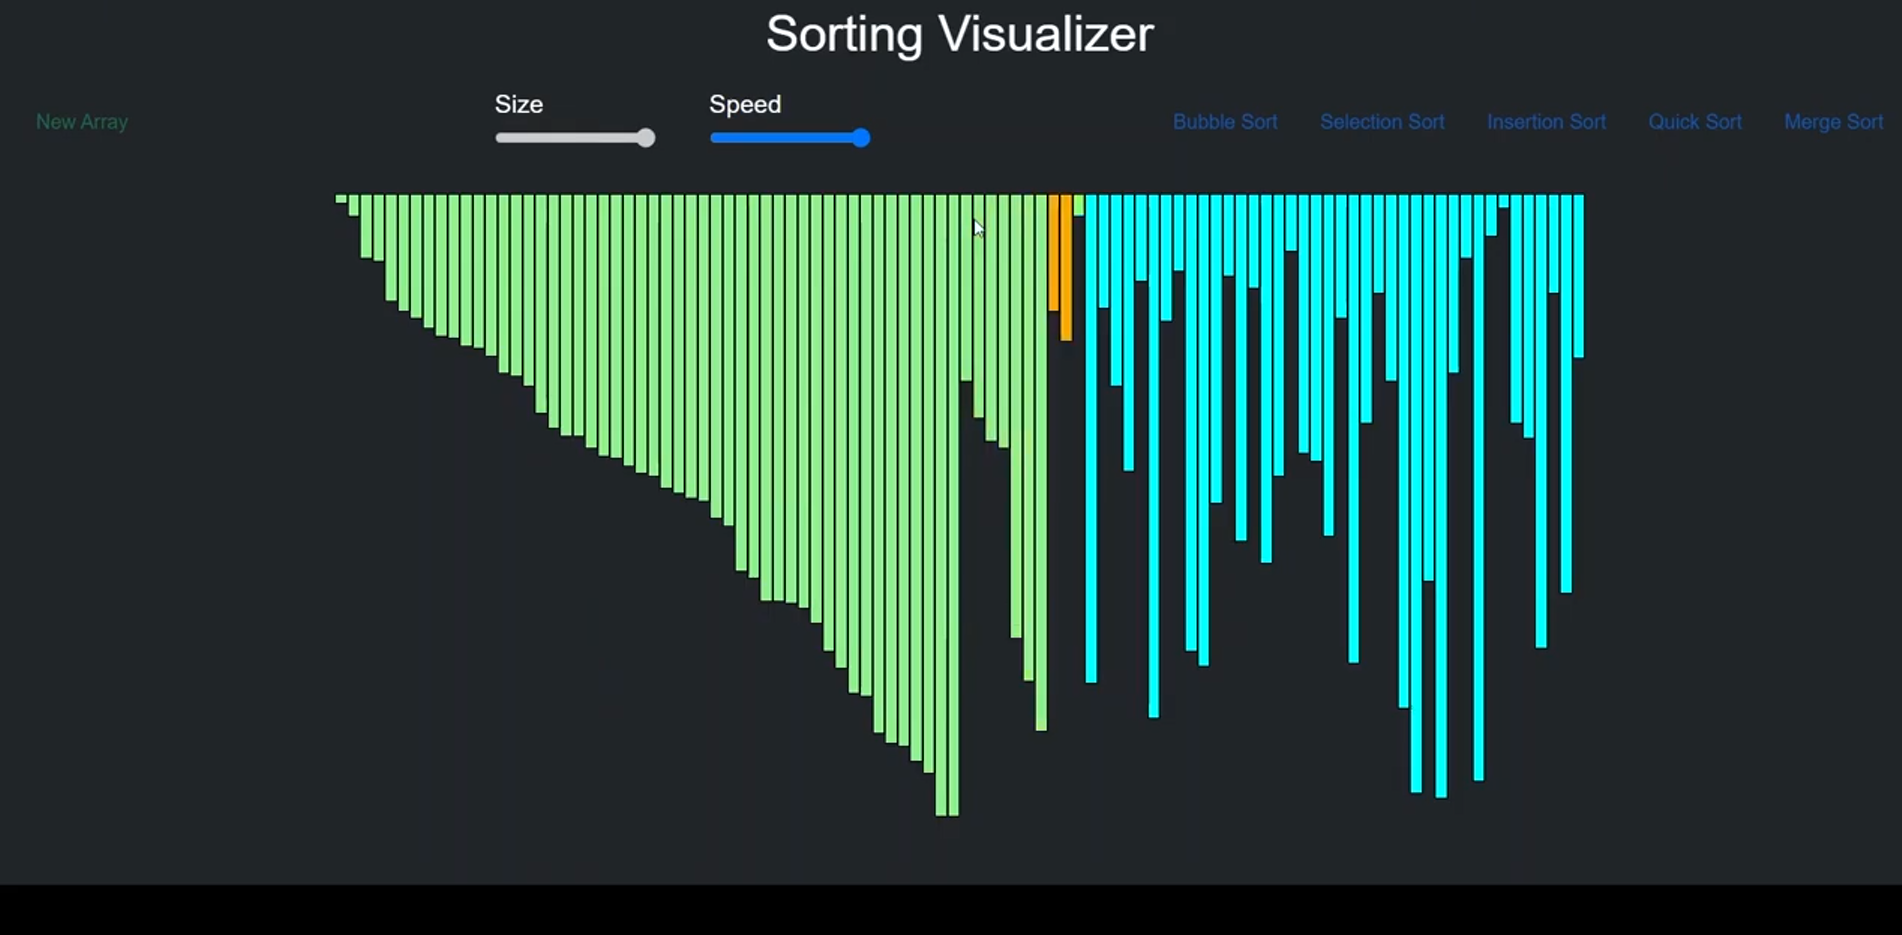 Sorting Visualizer
New Array
Size
Speed
Bubble Sort
Selection Sort
Insertion Sort
Quick Sort
Merge Sort